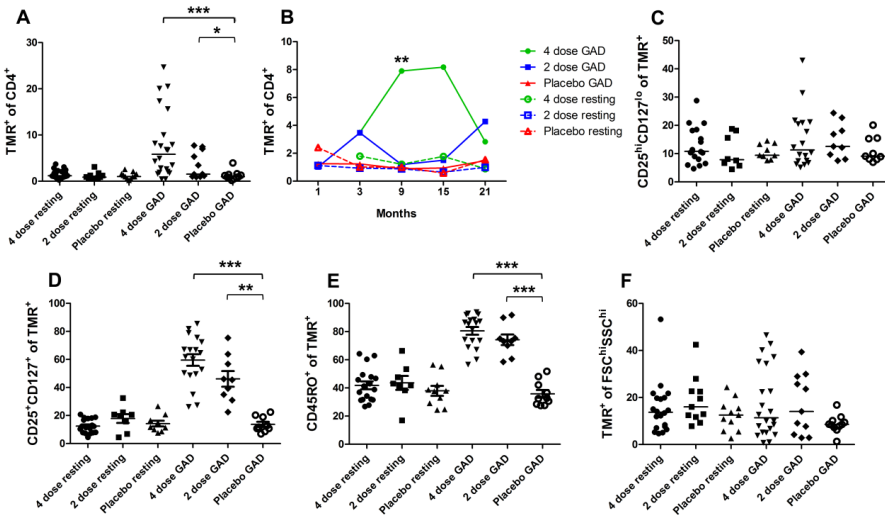 A
***
*
TMR+ of CD4+
30
20
10
0
4 dose resting
2 dose resting
Placebo resting
4 dose GAD
2 dose GAD
Placebo GAD
B
**
TMR+ of CD4+
10
8
6
4
2
0
1 3 9 15 21
Months
4 dose GAD
2 dose GAD
Placebo GAD
4 dose resting
2 dose resting
Placebo resting
C
CD25hiCD127lo of TMR+
50
40
30
20
10
0
4 dose resting
2 dose resting
Placebo resting
4 dose GAD
2 dose GAD
Placebo GAD
D
***
**
CD25+CD127+ of TMR+
100
80
60
40
20
0
4 dose resting
2 dose resting
Placebo resting
4 dose GAD
2 dose GAD
Placebo GAD
E
***
***
CD45RO+ of TMR+
100
80
60
40
20
0
4 dose resting
2 dose resting
Placebo resting
4 dose GAD
2 dose GAD
Placebo GAD
F
TMR+ of FSChiSSChi
60
40
20
0
4 dose resting
2 dose resting
Placebo resting
4 dose GAD
2 dose GAD
Placebo GAD